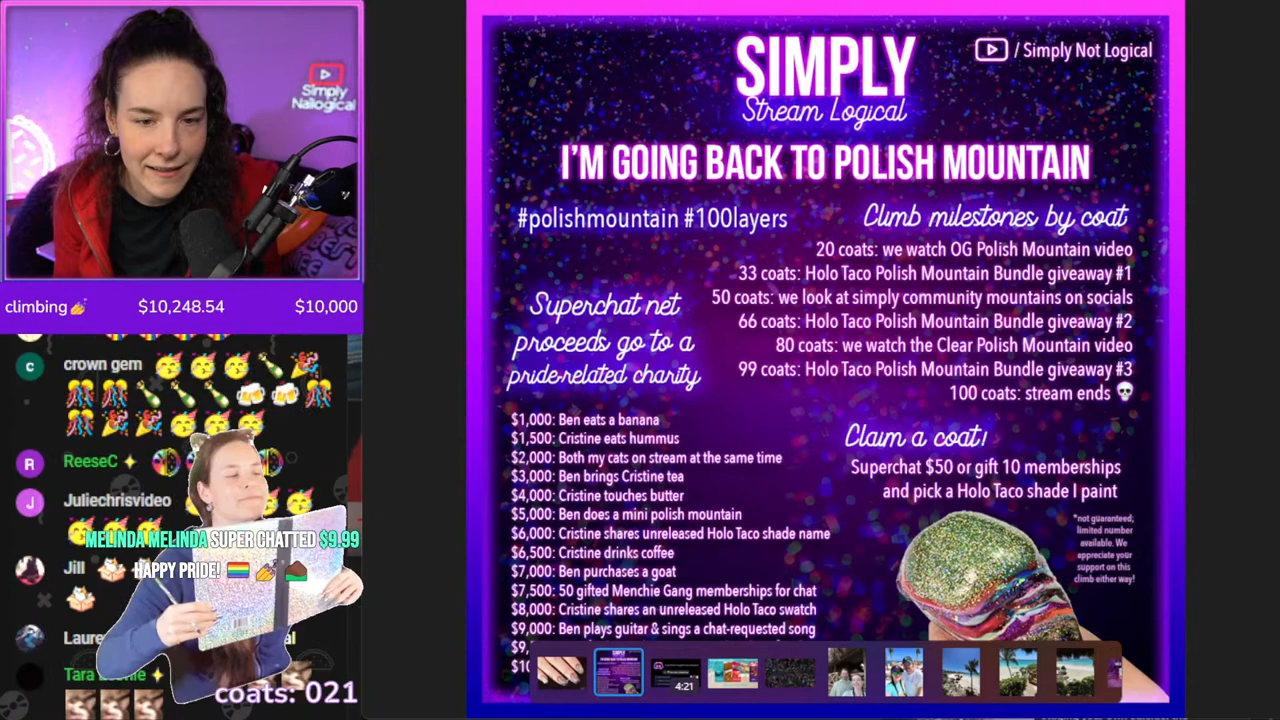 Simply
Nailogical
climbing💅 $10,248.54 $10,000
c crown gem
R ReeseC
J Juliechrisvideo
MELINDA MELINDA SUPER CHATTED $9.99
HAPPY PRIDE!
Jill
Laure
Tara
coats: 021
SIMPLY
Stream Logical
/ Simply Not Logical
I'M GOING BACK TO POLISH MOUNTAIN
#polishmountain #100layers
Climb milestones by coat
20 coats: we watch OG Polish Mountain video
33 coats: Holo Taco Polish Mountain Bundle giveaway #1
50 coats: we look at simply community mountains on socials
66 coats: Holo Taco Polish Mountain Bundle giveaway #2
80 coats: we watch the Clear Polish Mountain video
99 coats: Holo Taco Polish Mountain Bundle giveaway #3
100 coats: stream ends 💀
Superchat net
proceeds go to a
pride-related charity
$1,000: Ben eats a banana
$1,500: Cristine eats hummus
$2,000: Both my cats on stream at the same time
$3,000: Ben brings Cristine tea
$4,000: Cristine touches butter
$5,000: Ben does a mini polish mountain
$6,000: Cristine shares unreleased Holo Taco shade name
$6,500: Cristine drinks coffee
$7,000: Ben purchases a goat
$7,500: 50 gifted Menchie Gang memberships for chat
$8,000: Cristine shares an unreleased Holo Taco swatch
$9,000: Ben plays guitar & sings a chat-requested song
$9,
$10
Claim a coat!
Superchat $50 or gift 10 memberships
and pick a Holo Taco shade I paint
*not guaranteed;
limited number
available. We
appreciate your
support on this
climb either way!
4:21